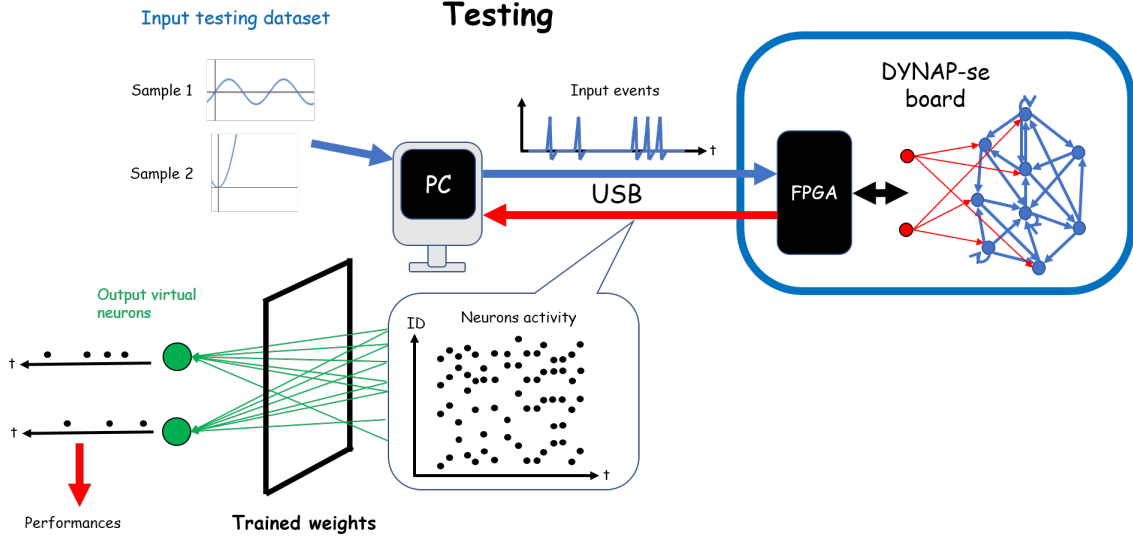 Testing
Input testing dataset
Sample 1
Sample 2
PC
Input events
t
USB
DYNAP-se
board
FPGA
Output virtual
neurons
t
t
Performances
Trained weights
Neurons activity
ID
t